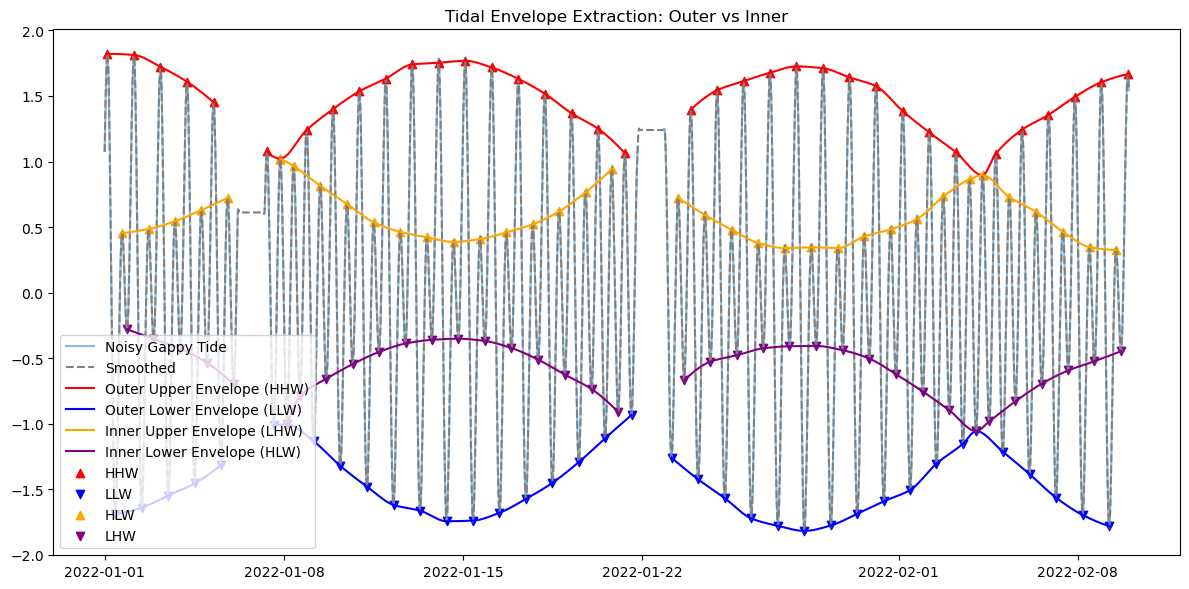 Tidal Envelope Extraction: Outer vs Inner
2.0
1.5
1.0
0.5
0.0
−0.5
−1.0
−1.5
−2.0
Noisy Gappy Tide
Smoothed
Outer Upper Envelope (HHW)
Outer Lower Envelope (LLW)
Inner Upper Envelope (LHW)
Inner Lower Envelope (HLW)
HHW
LLW
HLW
LHW
2022-01-01 2022-01-08 2022-01-15 2022-01-22 2022-02-01 2022-02-08